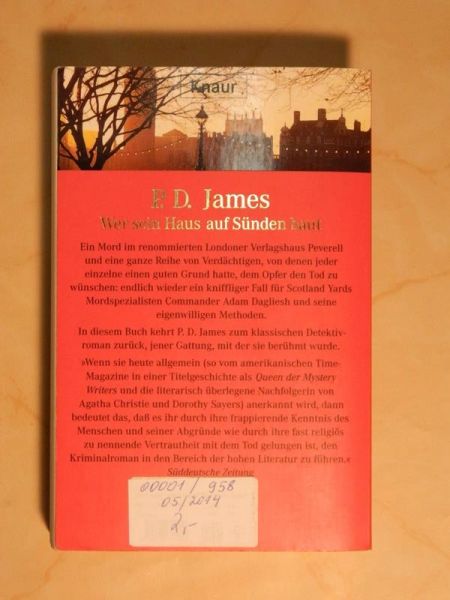 Knaur
P. D. James
Wer sein Haus auf Sünden baut
Ein Mord im renommierten Londoner Verlagshaus Peverell
und eine ganze Reihe von Verdächtigen, von denen jeder
einzelne einen guten Grund hatte, dem Opfer den Tod zu
wünschen: endlich wieder ein kniffliger Fall für Scotland Yards
Mordspezialisten Commander Adam Dagliesh und seine
eigenwilligen Methoden.
In diesem Buch kehrt P. D. James zum klassischen Detektiv-
roman zurück, jener Gattung, mit der sie berühmt wurde.
»Wenn sie heute allgemein (so vom amerikanischen Time-
Magazine in einer Titelgeschichte als Queen der Mystery
Writers und die literarisch überlegene Nachfolgerin von
Agatha Christie und Dorothy Sayers) anerkannt wird, dann
bedeutet das, daß es ihr durch ihre frappierende Kenntnis des
Menschen und seiner Abgründe wie durch ihre fast religiös
zu nennende Vertrautheit mit dem Tod gelungen ist, den
Kriminalroman in den Bereich der hohen Literatur zu führen.«
Süddeutsche Zeitung
00001 / 958
05/2014
2,-